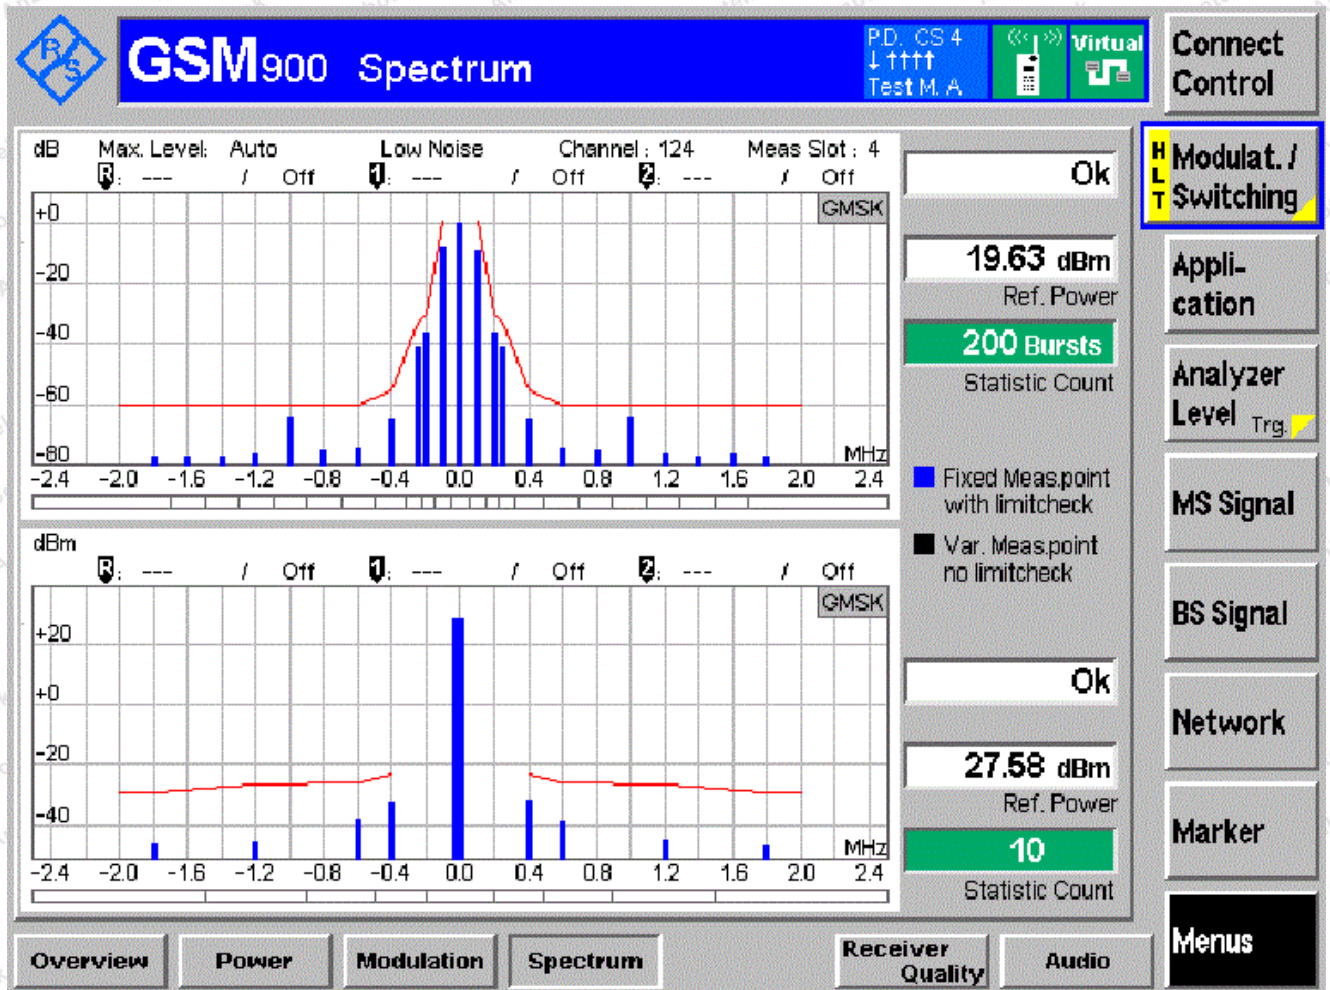 R&S
GSM900 Spectrum
P.D. CS 4
↓ ↑↑↑↑
Test M. A
Virtual
Connect
Control
dB Max. Level: Auto Low Noise Channel : 124 Meas Slot : 4
R: --- / Off 1: --- / Off 2: --- / Off
GMSK
+0
-20
-40
-60
-80
MHz
-2.4 -2.0 -1.6 -1.2 -0.8 -0.4 0.0 0.4 0.8 1.2 1.6 2.0 2.4
Ok
19.63 dBm
Ref. Power
200 Bursts
Statistic Count
Fixed Meas.point
with limitcheck
Var. Meas.point
no limitcheck
dBm
R: --- / Off 1: --- / Off 2: --- / Off
GMSK
+20
+0
-20
-40
MHz
-2.4 -2.0 -1.6 -1.2 -0.8 -0.4 0.0 0.4 0.8 1.2 1.6 2.0 2.4
Ok
27.58 dBm
Ref. Power
10
Statistic Count
HLT
Modulat. /
Switching
Appli-
cation
Analyzer
Level Trg.
MS Signal
BS Signal
Network
Marker
Menus
Overview
Power
Modulation
Spectrum
Receiver
Quality
Audio